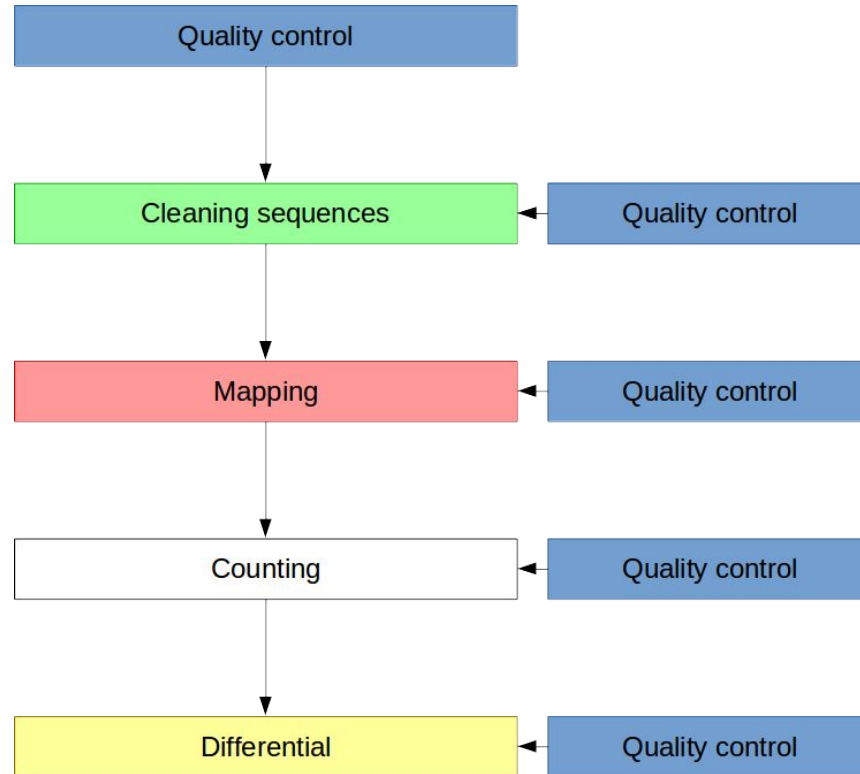 Quality control
Cleaning sequences
Quality control
Mapping
Quality control
Counting
Quality control
Differential
Quality control